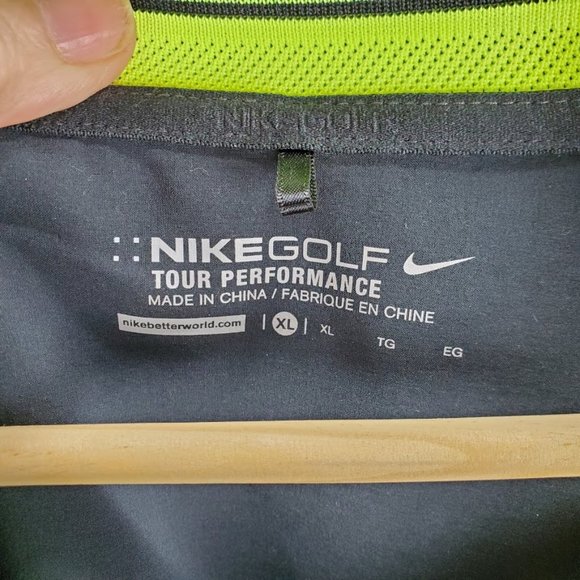 NIKE GOLF
NIKEGOLF
TOUR PERFORMANCE
MADE IN CHINA / FABRIQUE EN CHINE
nikebetterworld.com | XL | XL TG EG